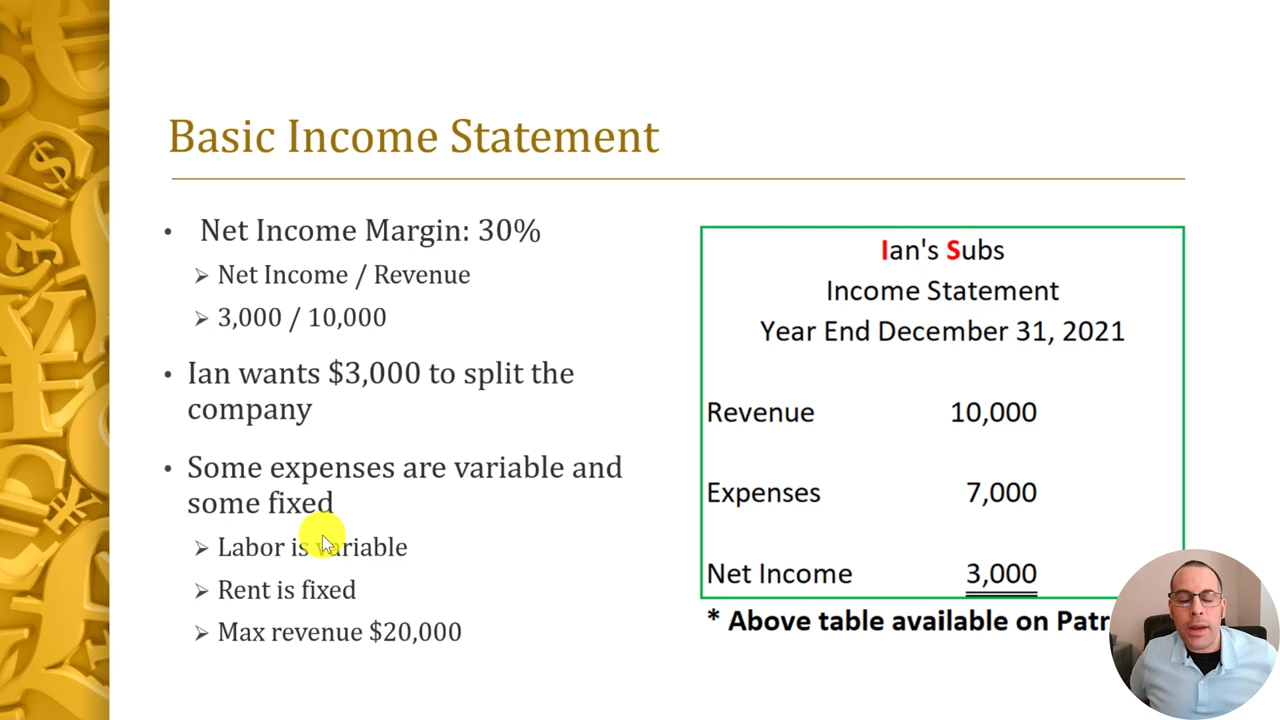 Basic Income Statement
• Net Income Margin: 30%
➢ Net Income / Revenue
➢ 3,000 / 10,000
• Ian wants $3,000 to split the
company
• Some expenses are variable and
some fixed
➢ Labor is variable
➢ Rent is fixed
➢ Max revenue $20,000
Ian's Subs
Income Statement
Year End December 31, 2021
Revenue 10,000
Expenses 7,000
Net Income 3,000
* Above table available on